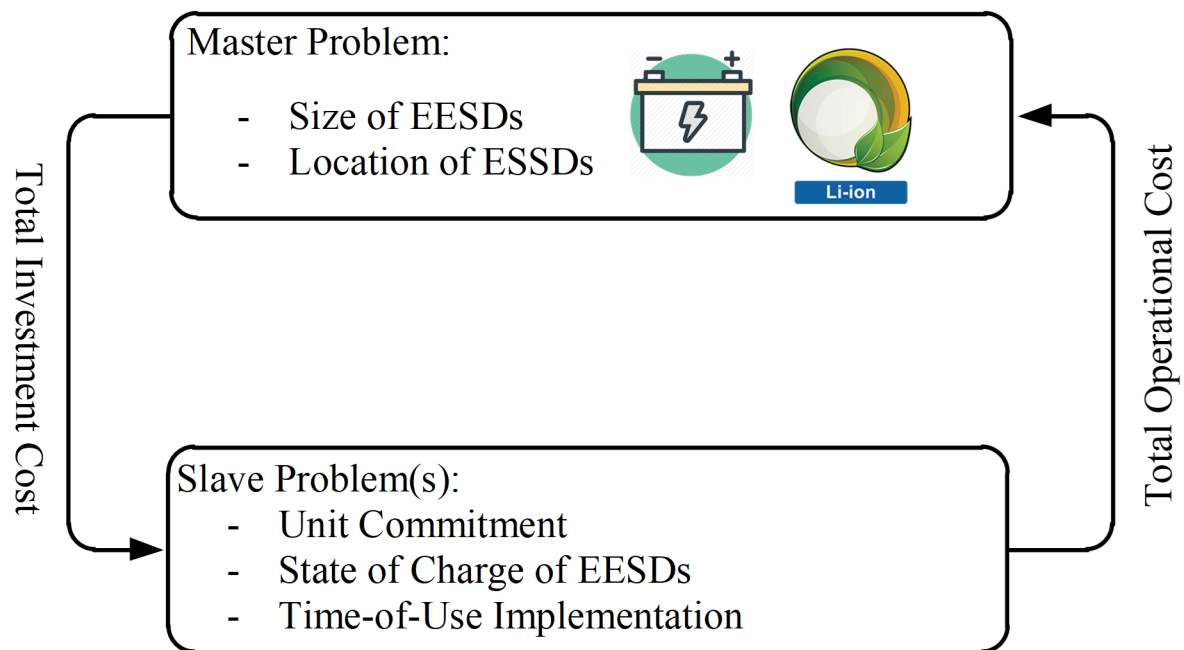 Master Problem:
- Size of EESDs
- Location of ESSDs
- +
Li-ion
Total Investment Cost
Total Operational Cost
Slave Problem(s):
- Unit Commitment
- State of Charge of EESDs
- Time-of-Use Implementation